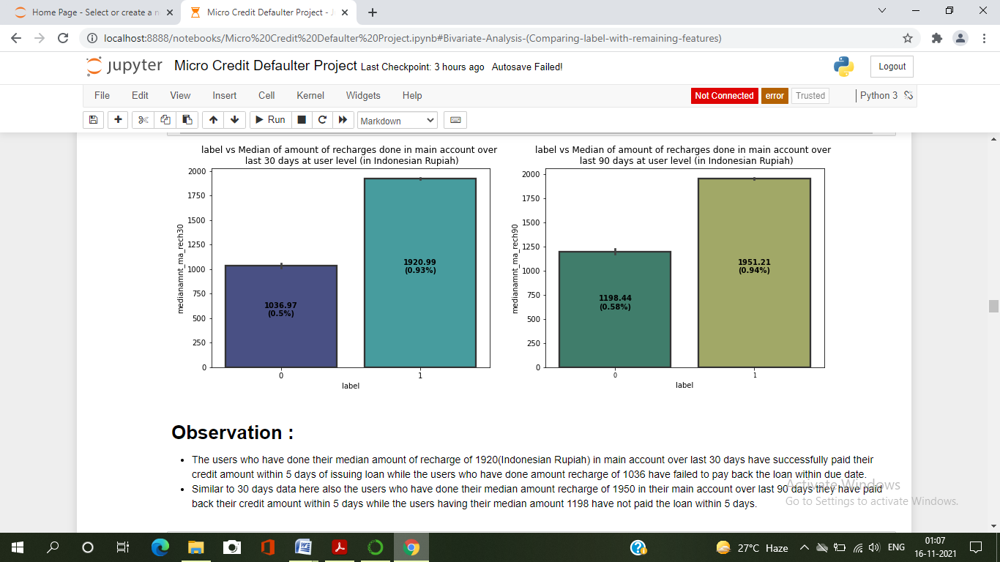 Home Page - Select or create a n
Micro Credit Defaulter Project - J
localhost:8888/notebooks/Micro%20Credit%20Defaulter%20Project.ipynb#Bivariate-Analysis-(Comparing-label-with-remaining-features)
jupyter Micro Credit Defaulter Project Last Checkpoint: 3 hours ago Autosave Failed!
Logout
File Edit View Insert Cell Kernel Widgets Help
Not Connected error Trusted Python 3
Run Markdown
label vs Median of amount of recharges done in main account over
last 30 days at user level (in Indonesian Rupiah)
medianamnt_ma_rech30
2000
1750
1500
1250
1000
750
500
250
0
1036.97
(0.5%)
1920.99
(0.93%)
0 1
label
label vs Median of amount of recharges done in main account over
last 90 days at user level (in Indonesian Rupiah)
medianamnt_ma_rech90
2000
1750
1500
1250
1000
750
500
250
0
1198.44
(0.58%)
1951.21
(0.94%)
0 1
label
Observation :
• The users who have done their median amount of recharge of 1920(Indonesian Rupiah) in main account over last 30 days have successfully paid their
credit amount within 5 days of issuing loan while the users who have done amount recharge of 1036 have failed to pay back the loan within due date.
• Similar to 30 days data here also the users who have done their median amount recharge of 1950 in their main account over last 90 days they have paid
back their credit amount within 5 days while the users having their median amount 1198 have not paid the loan within 5 days.
Activate Windows
Go to Settings to activate Windows.
27°C Haze
ENG
01:07
16-11-2021